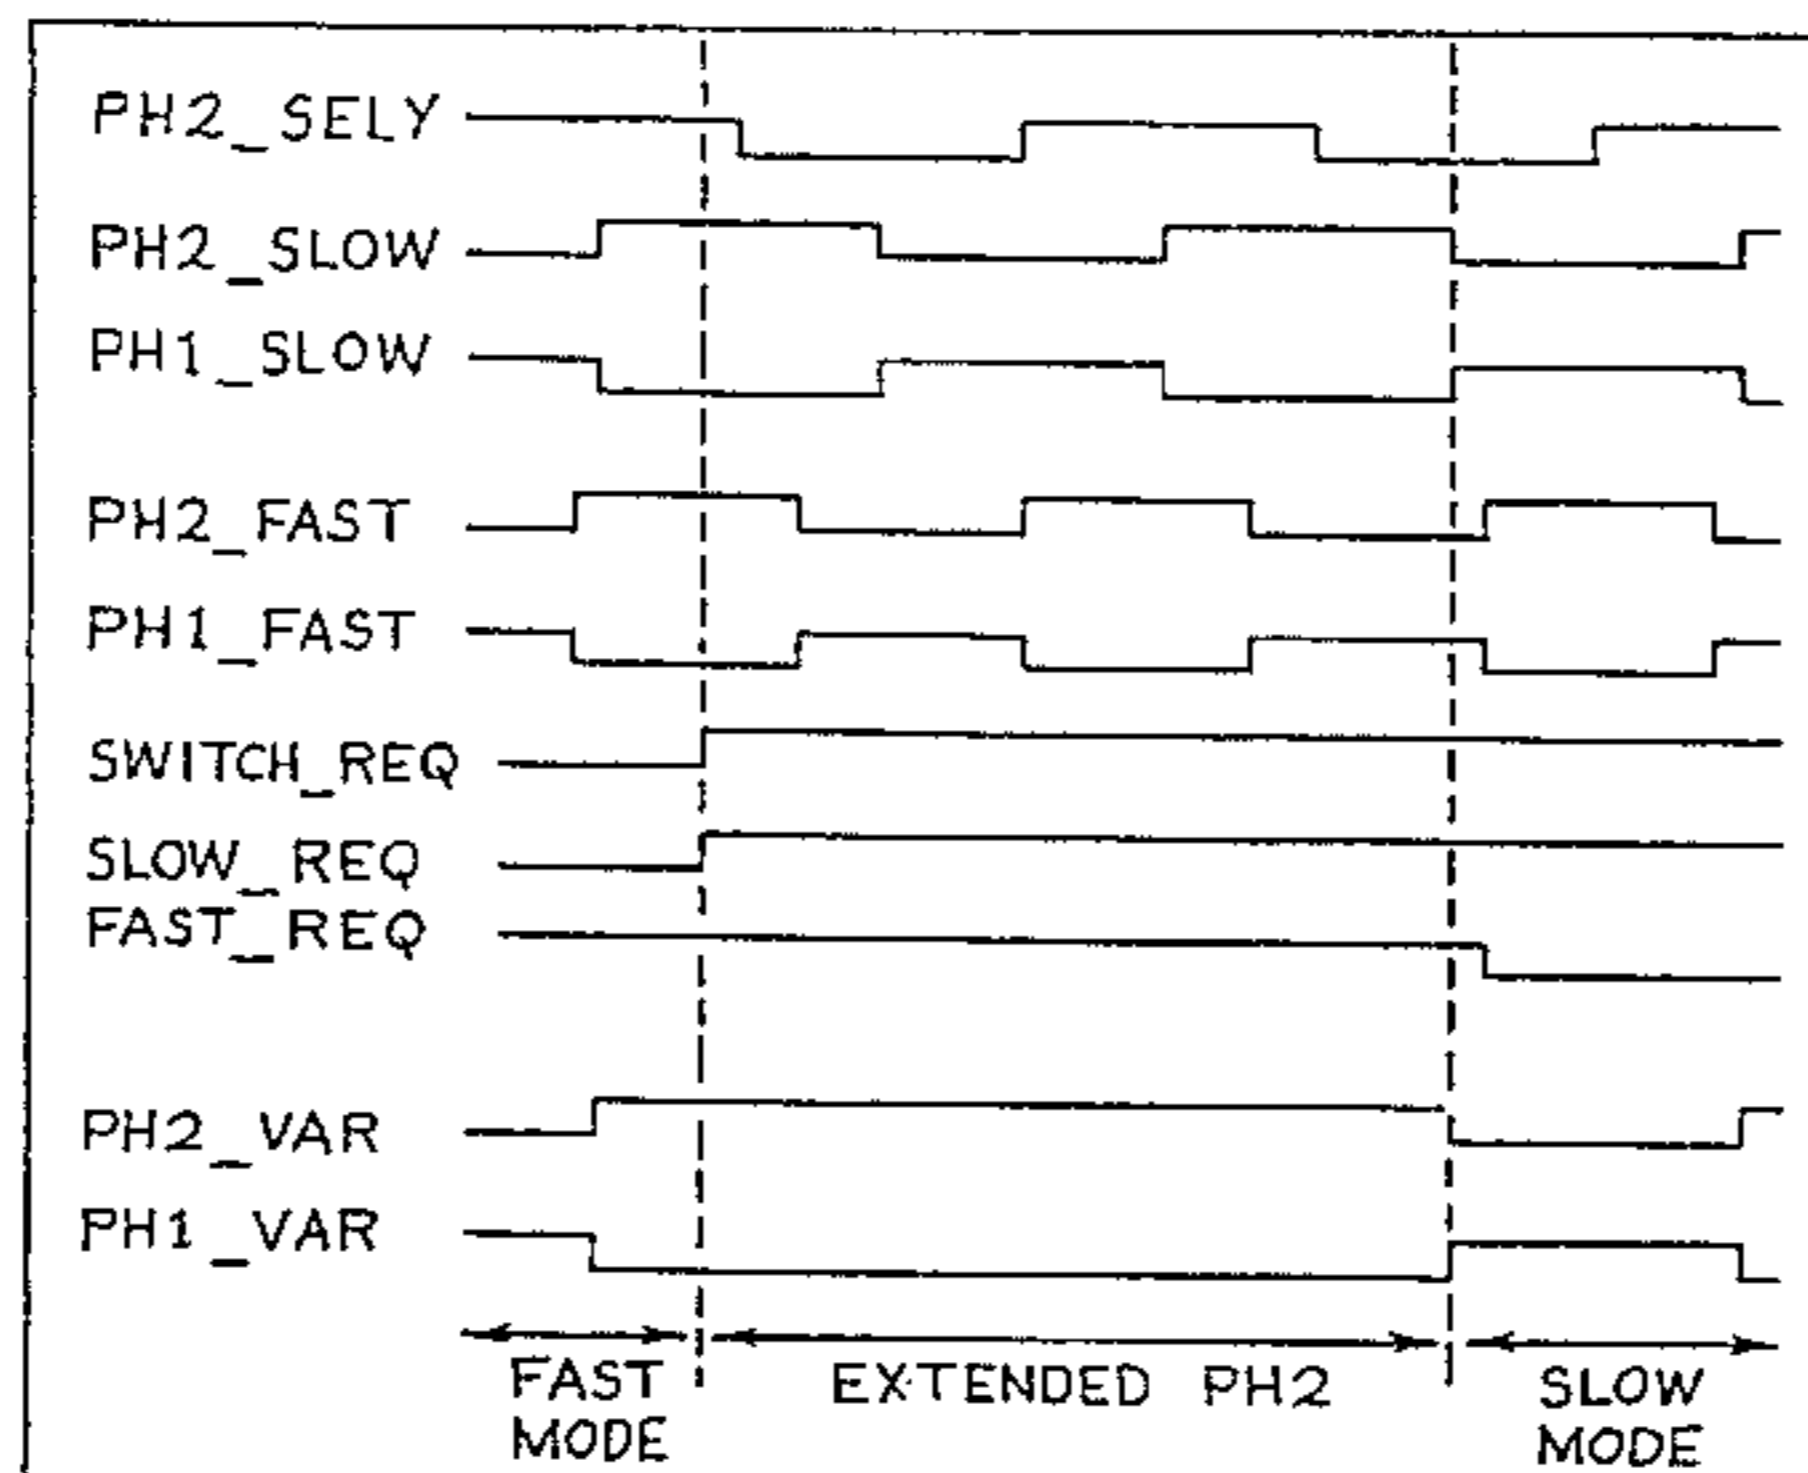 PH2_SELY
PH2_SLOW
PH1_SLOW
PH2_FAST
PH1_FAST
SWITCH_REQ
SLOW_REQ
FAST_REQ
PH2_VAR
PH1_VAR
FAST MODE
EXTENDED PH2
SLOW MODE